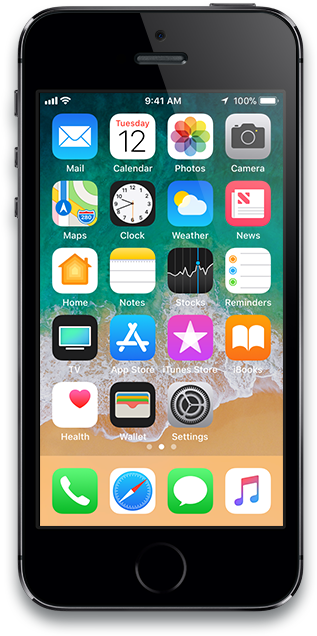 9:41 AM 100%
Tuesday
12
Mail Calendar Photos Camera
280
Maps Clock Weather News
Home Notes Stocks Reminders
TV App Store iTunes Store iBooks
Health Wallet Settings